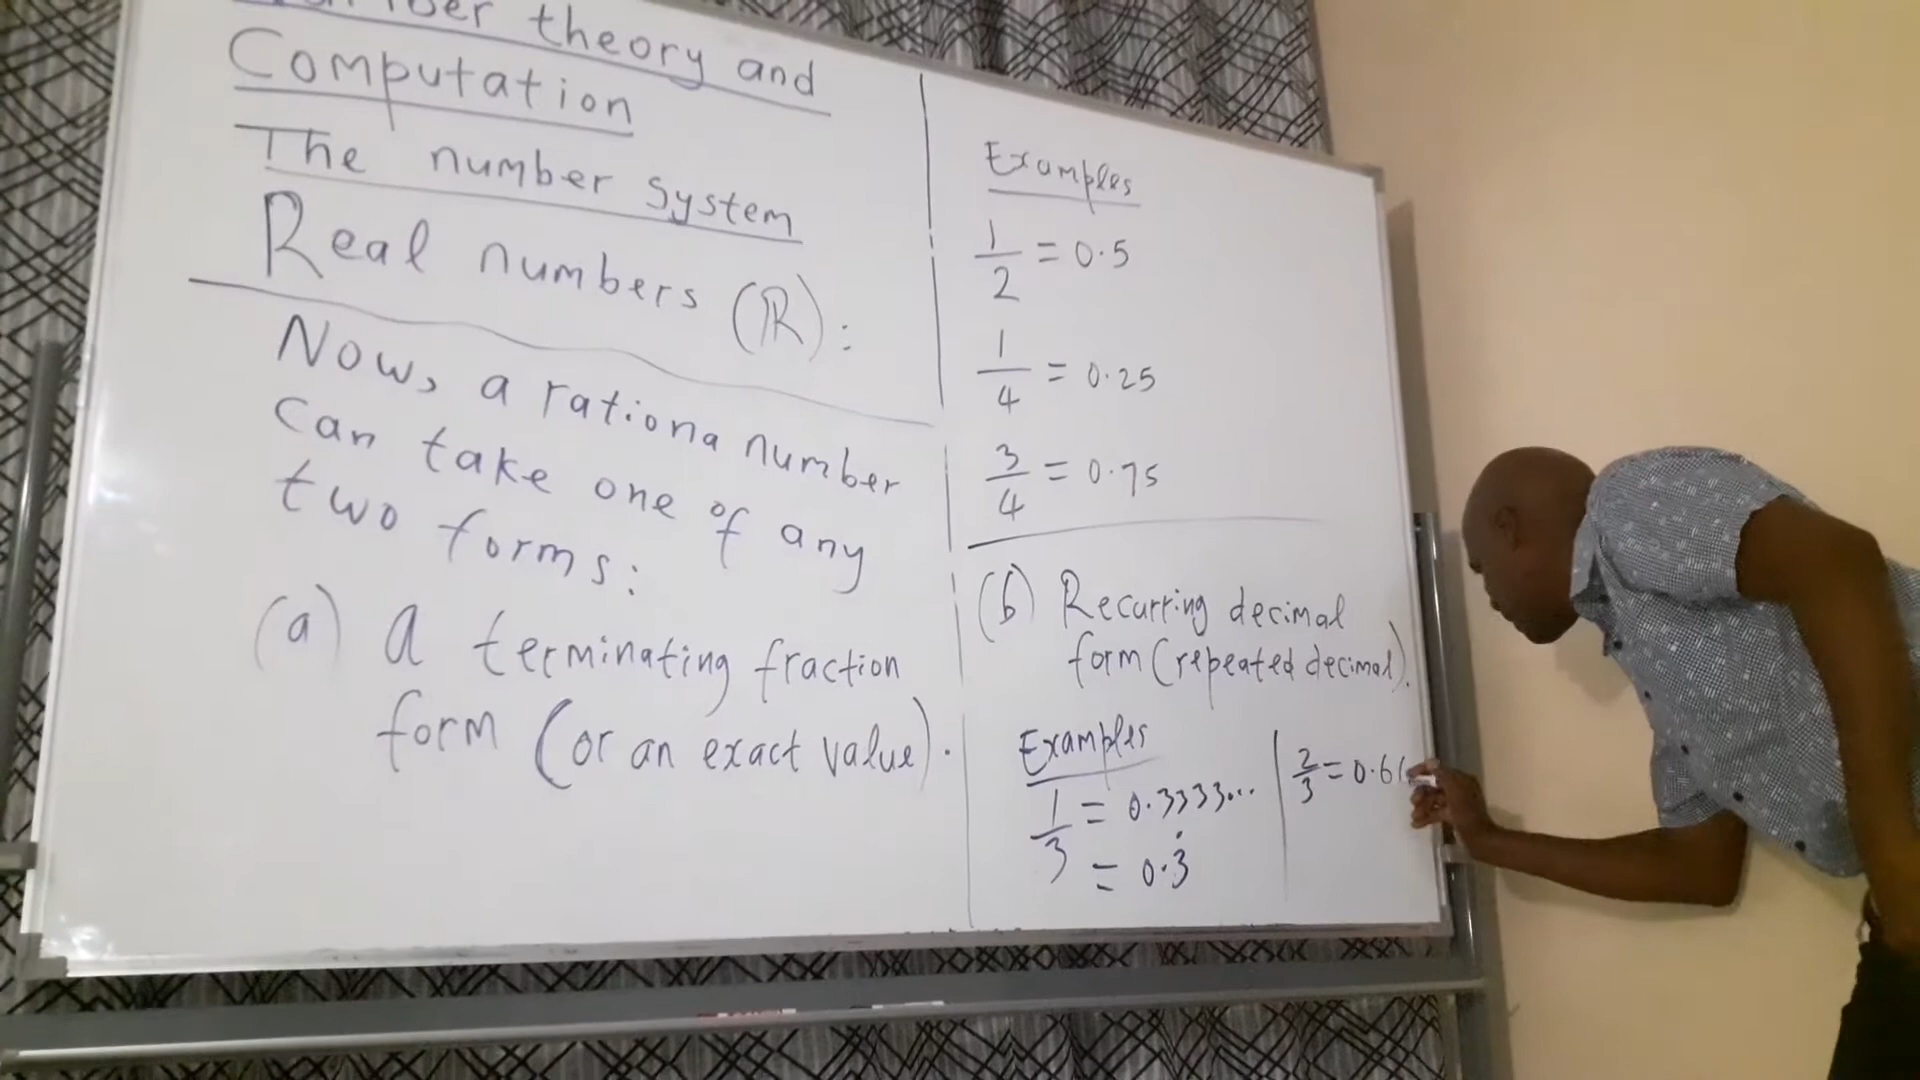 Number theory and
Computation
The number system
Real numbers (ℝ):
Now, a rationa number
can take one of any
two forms:
(a) A terminating fraction
form (or an exact value).
Examples
1/2 = 0.5
1/4 = 0.25
3/4 = 0.75
(b) Recurring decimal
form (repeated decimal).
Examples
1/3 = 0.3333...
= 0.3̇
2/3 = 0.66